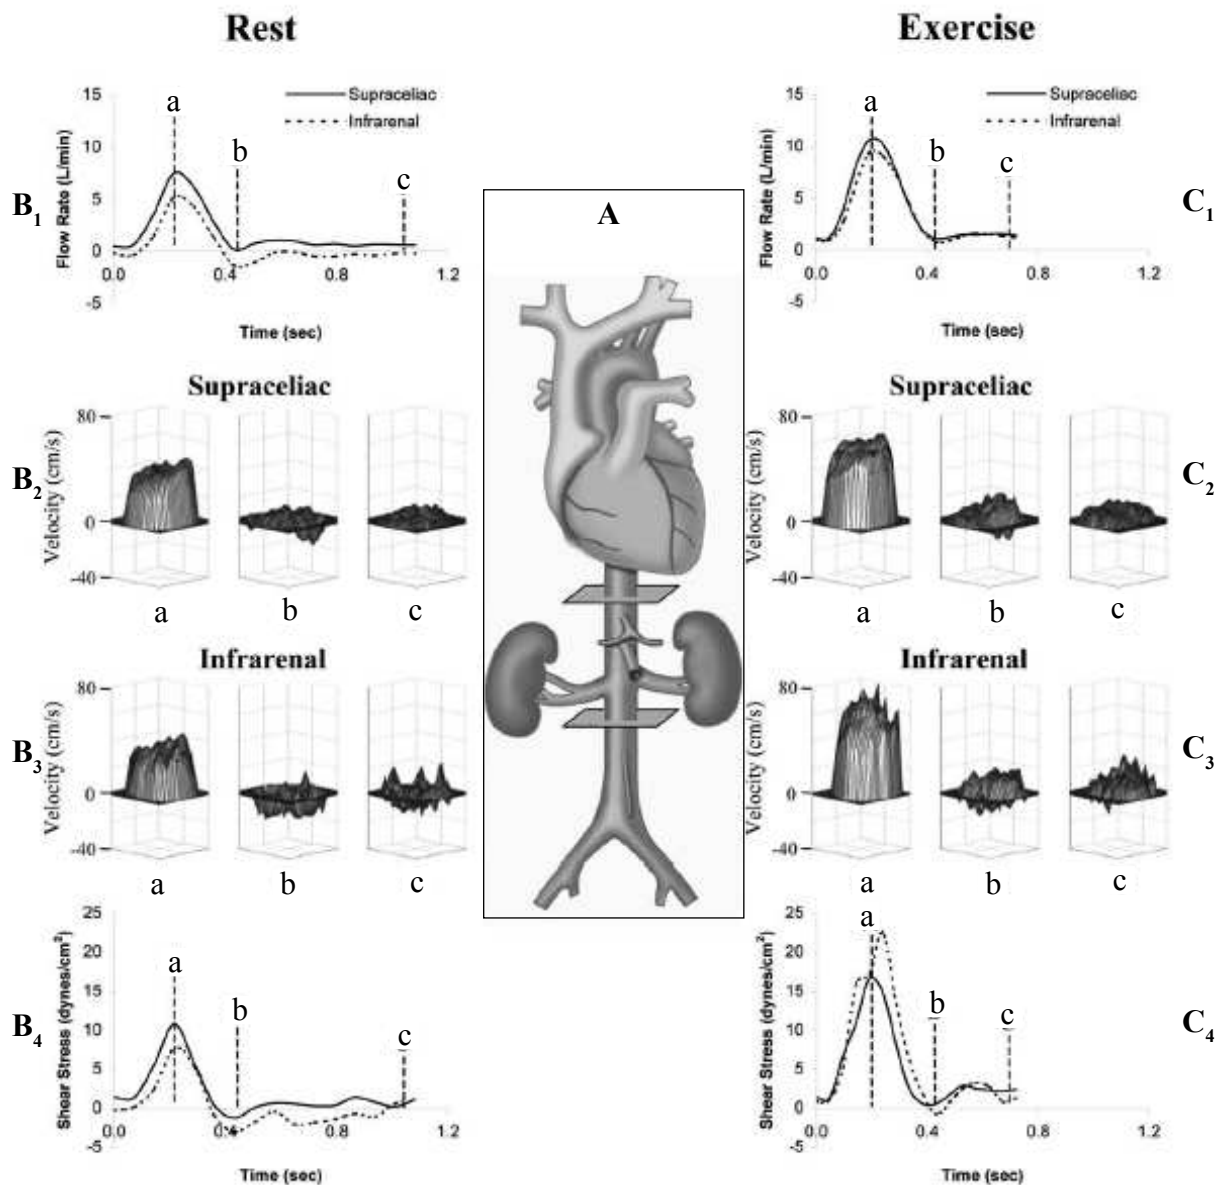 Rest
Exercise
B1
15
10
5
0
-5
Flow Rate (L/min)
a
b
c
Supraceliac
Infrarenal
0.0
0.4
0.8
1.2
Time (sec)
A
15
10
5
0
-5
Flow Rate (L/min)
a
b
c
Supraceliac
Infrarenal
0.0
0.4
0.8
1.2
Time (sec)
C1
Supraceliac
B2
Velocity (cm/s)
80
0
-40
a
b
c
Supraceliac
Velocity (cm/s)
80
0
-40
a
b
c
C2
Infrarenal
B3
Velocity (cm/s)
80
0
-40
a
b
c
Infrarenal
Velocity (cm/s)
80
0
-40
a
b
c
C3
B4
Shear Stress (dynes/cm²)
25
20
15
10
5
0
-5
a
b
c
0.0
0.4
0.8
1.2
Time (sec)
Shear Stress (dynes/cm²)
25
20
15
10
5
0
-5
a
b
c
0.0
0.4
0.8
1.2
Time (sec)
C4